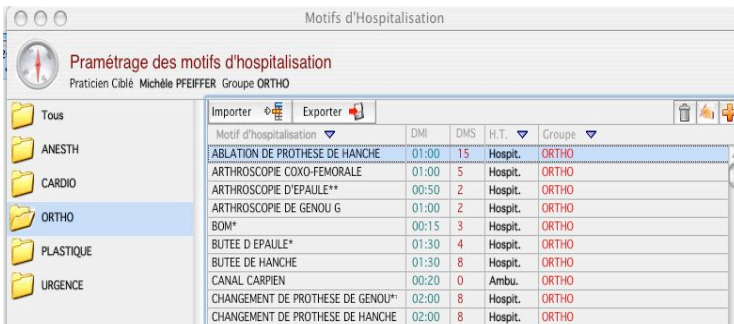 Motifs d'Hospitalisation
Pramétrage des motifs d'hospitalisation
Praticien Ciblé Michèle PFEIFFER Groupe ORTHO
Tous
ANESTH
CARDIO
ORTHO
PLASTIQUE
URGENCE
Importer Exporter
Motif d'hospitalisation DMI DMS H.T. Groupe
ABLATION DE PROTHESE DE HANCHE 01:00 15 Hospit. ORTHO
ARTHROSCOPIE COXO-FEMORALE 01:00 5 Hospit. ORTHO
ARTHROSCOPIE D'EPAULE** 00:50 2 Hospit. ORTHO
ARTHROSCOPIE DE GENOU G 01:00 2 Hospit. ORTHO
BOM* 00:15 3 Hospit. ORTHO
BUTEE D EPAULE* 01:30 4 Hospit. ORTHO
BUTEE DE HANCHE 01:30 8 Hospit. ORTHO
CANAL CARPIEN 00:20 0 Ambu. ORTHO
CHANGEMENT DE PROTHESE DE GENOU* 02:00 8 Hospit. ORTHO
CHANGEMENT DE PROTHESE DE HANCHE 02:00 8 Hospit. ORTHO